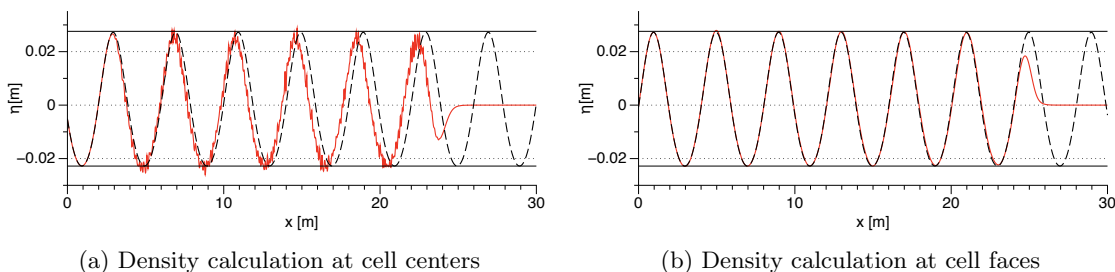 η[m]
0.02
0
−0.02
0 10 20 30
x [m]
(a) Density calculation at cell centers
η[m]
0.02
0
−0.02
0 10 20 30
x [m]
(b) Density calculation at cell faces